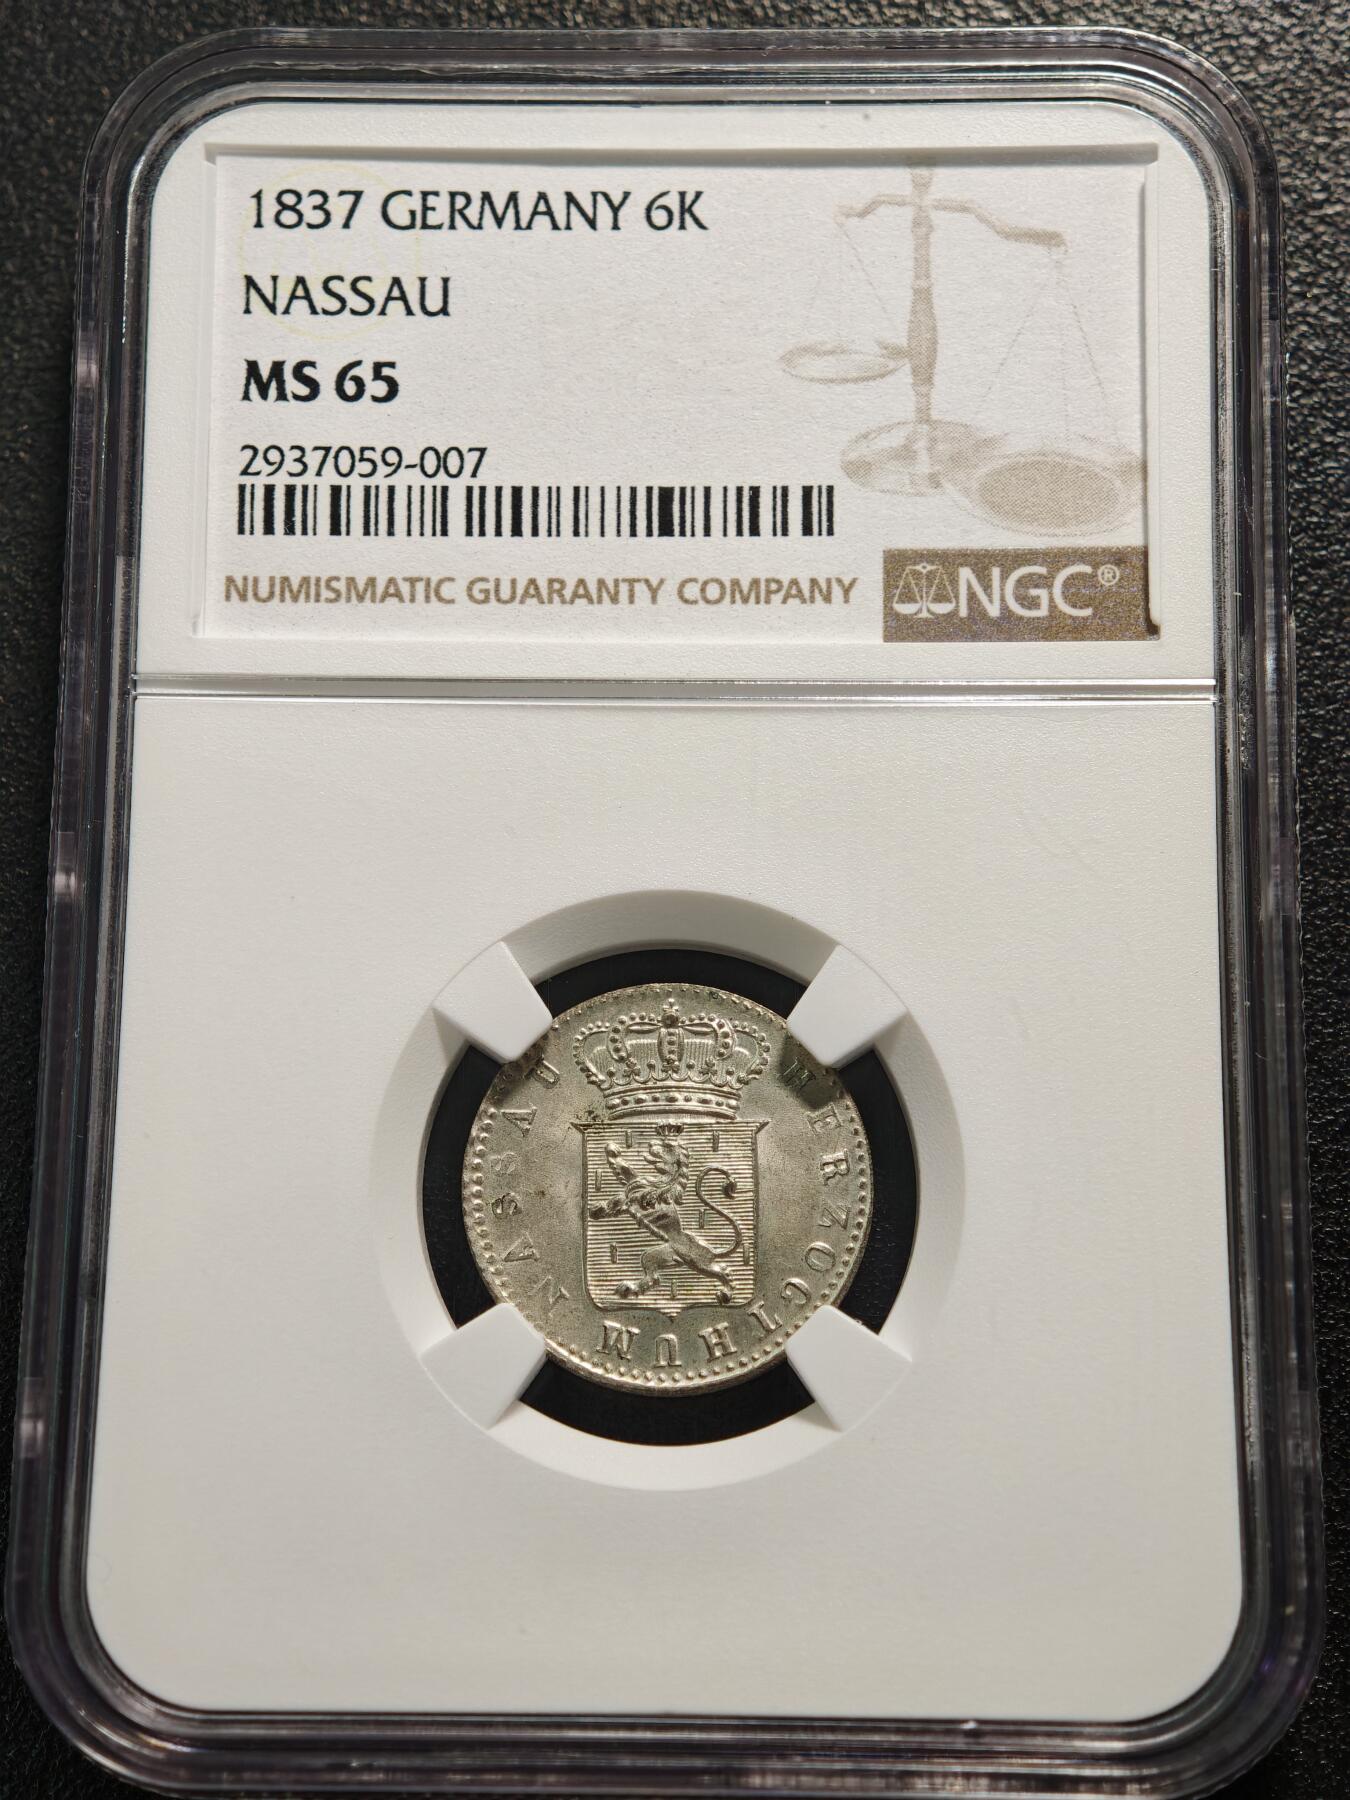 1837 GERMANY 6K
NASSAU
MS 65
2937059-007
NUMISMATIC GUARANTY COMPANY
NGC®
HERZOGTHUM NASSAU